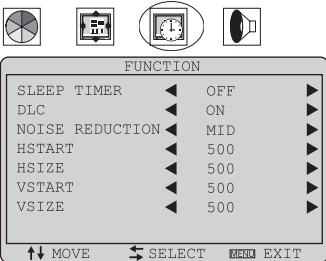 FUNCTION
SLEEP TIMER ◀ OFF ▶
DLC ◀ ON ▶
NOISE REDUCTION ◀ MID ▶
HSTART ◀ 500 ▶
HSIZE ◀ 500 ▶
VSTART ◀ 500 ▶
VSIZE ◀ 500 ▶
MOVE SELECT MENU EXIT